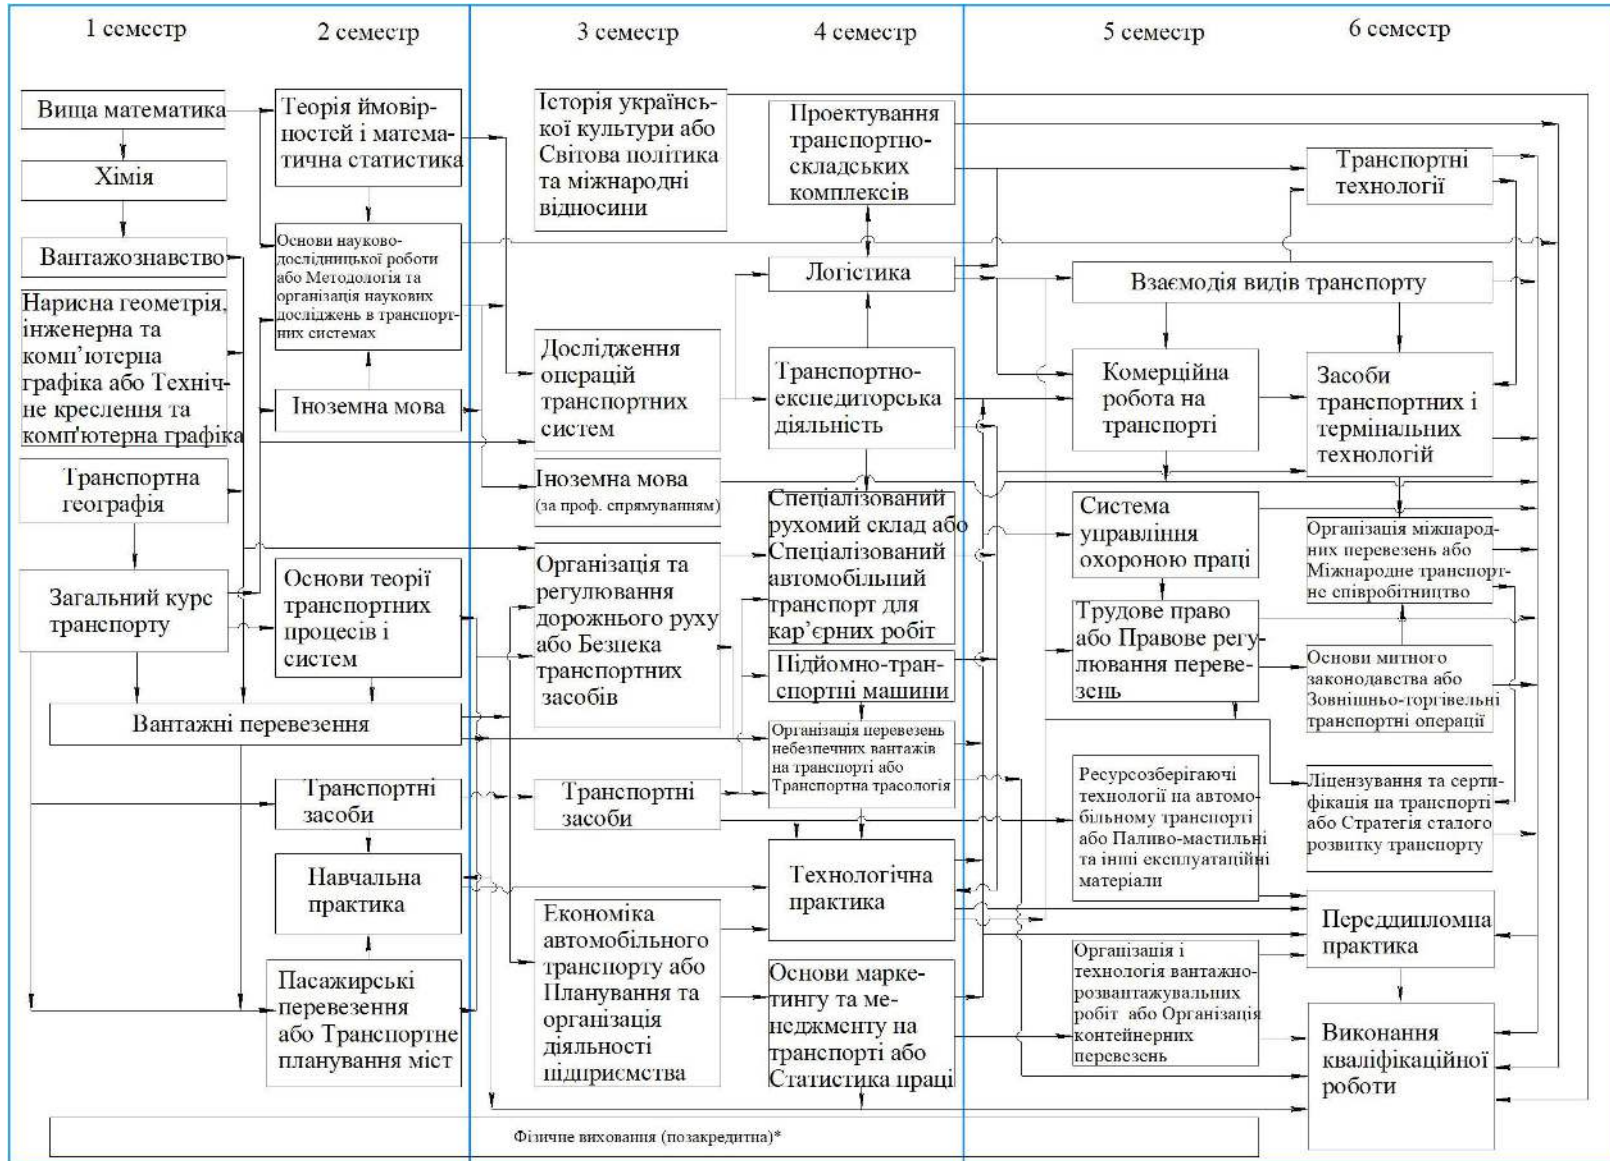 1 семестр
2 семестр
3 семестр
4 семестр
5 семестр
6 семестр
Вища математика
Хімія
Вантажознавство
Нарисна геометрія,
інженерна та
комп’ютерна
графіка або Техніч-
не креслення та
комп'ютерна графіка
Транспортна
географія
Загальний курс
транспорту
Вантажні перевезення
Теорія ймовір-
ностей і матема-
тична статистика
Основи науково-
дослідницької роботи
або Методологія та
організація наукових
досліджень в транспорт-
них системах
Іноземна мова
Основи теорії
транспортних
процесів і
систем
Транспортні
засоби
Навчальна
практика
Пасажирські
перевезення
або Транспортне
планування міст
Історія українсь-
кої культури або
Світова політика
та міжнародні
відносини
Дослідження
операцій
транспортних
систем
Іноземна мова
(за проф. спрямуванням)
Організація та
регулювання
дорожнього руху
або Безпека
транспортних
засобів
Транспортні
засоби
Економіка
автомобільного
транспорту або
Планування та
організація
діяльності
підприємства
Проектування
транспортно-
складських
комплексів
Логістика
Транспортно-
експедиторська
діяльність
Спеціалізований
рухомий склад або
Спеціалізований
автомобільний
транспорт для
кар’єрних робіт
Підйомно-тран-
спортні машини
Організація перевезень
небезпечних вантажів
на транспорті або
Транспортна трасологія
Технологічна
практика
Основи марке-
тингу та ме-
неджменту на
транспорті або
Статистика праці
Взаємодія видів транспорту
Комерційна
робота на
транспорті
Система
управління
охороною праці
Трудове право
або Правове регу-
лювання переве-
зень
Ресурсозберігаючі
технології на автомо-
більному транспорті
або Паливо-мастильні
та інші експлуатаційні
матеріали
Організація і
технологія вантажно-
розвантажувальних
робіт або Організація
контейнерних
перевезень
Транспортні
технології
Засоби
транспортних і
термінальних
технологій
Організація міжнарод-
них перевезень або
Міжнародне транспорт-
не співробітництво
Основи митного
законодавства або
Зовнішньо-торгівельні
транспортні операції
Ліцензування та серти-
фікація на транспорті
або Стратегія сталого
розвитку транспорту
Переддипломна
практика
Виконання
кваліфікаційної
роботи
Фізичне виховання (позакредитна)*